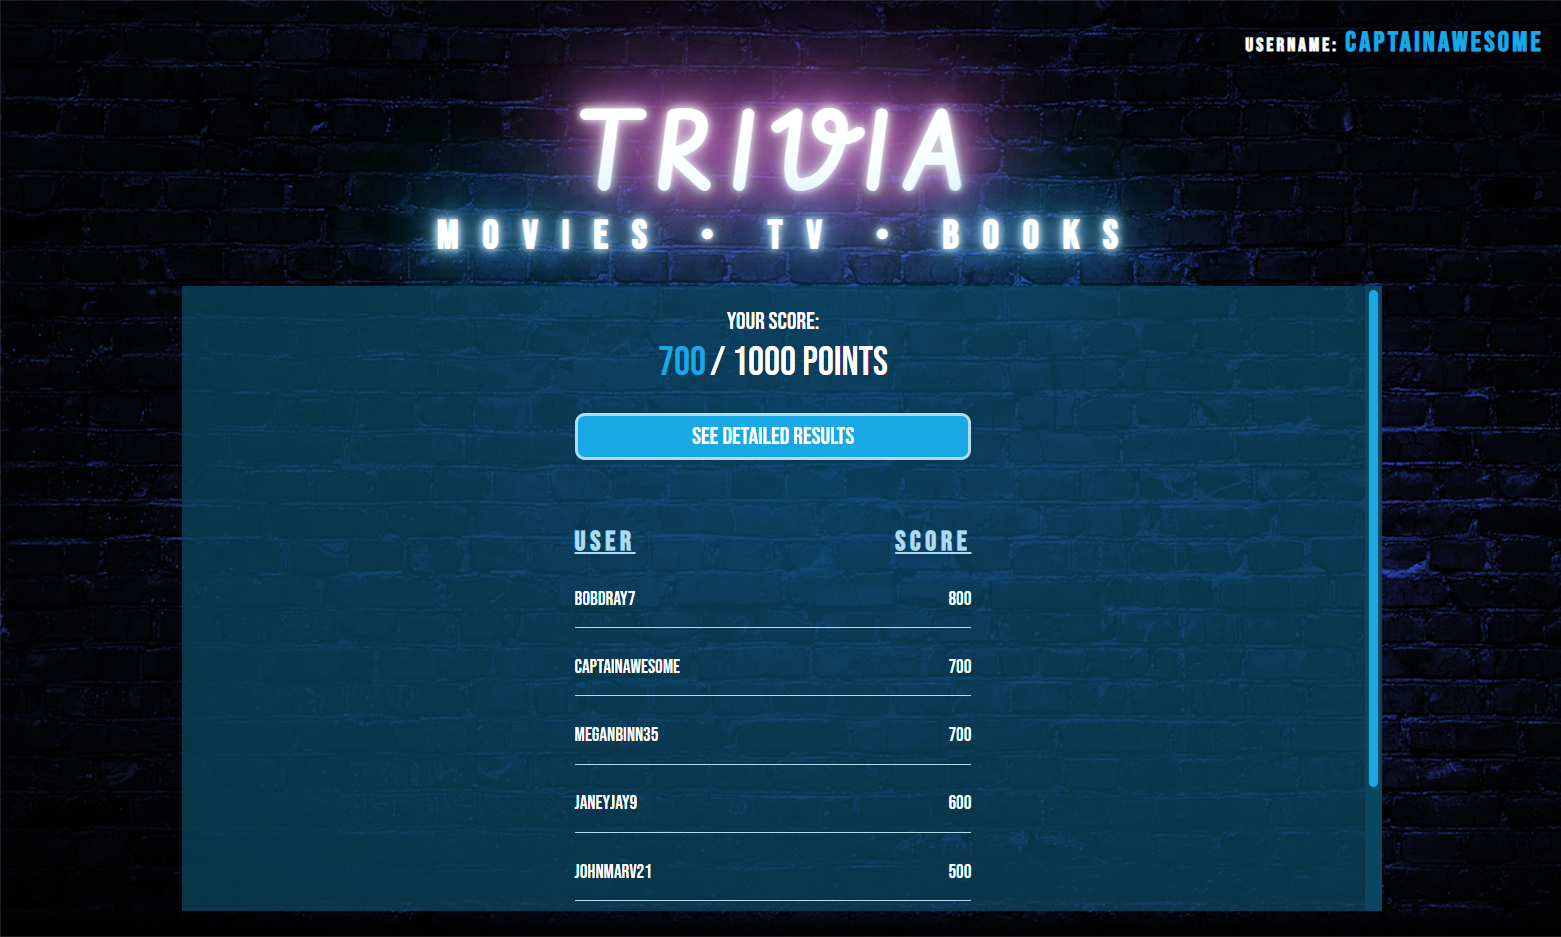 USERNAME: CAPTAINAWESOME
TRIVIA
MOVIES • TV • BOOKS
YOUR SCORE:
700 / 1000 POINTS
SEE DETAILED RESULTS
USER SCORE
BOBDRAY7 800
CAPTAINAWESOME 700
MEGANBINN35 700
JANEYJAY9 600
JOHNMARV21 500